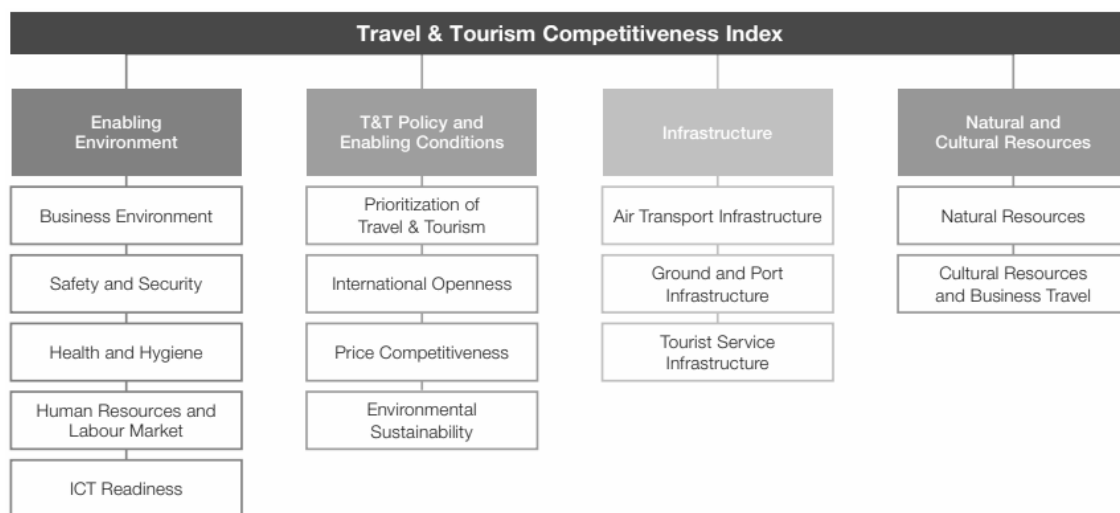 Travel & Tourism Competitiveness Index
Enabling
Environment
Business Environment
Safety and Security
Health and Hygiene
Human Resources and
Labour Market
ICT Readiness
T&T Policy and
Enabling Conditions
Prioritization of
Travel & Tourism
International Openness
Price Competitiveness
Environmental
Sustainability
Infrastructure
Air Transport Infrastructure
Ground and Port
Infrastructure
Tourist Service
Infrastructure
Natural and
Cultural Resources
Natural Resources
Cultural Resources
and Business Travel